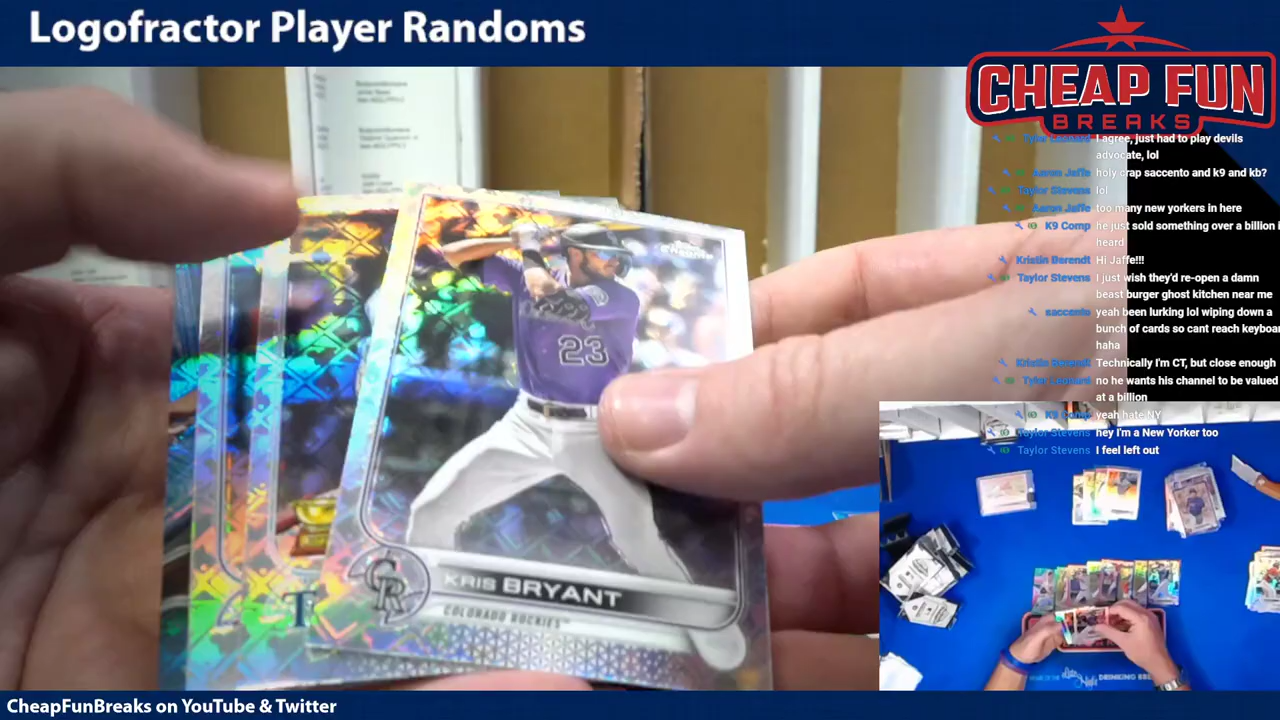 Logofractor Player Randoms
CHEAP FUN
BREAKS
I agree, just had to play devils
advocate, lol
Aaron Jaffe holy crap saccento and k9 and kb?
Taylor Stevens lol
Aaron Jaffe too many new yorkers in here
K9 Comp he just sold something over a billion i
heard
Kristin Berendt Hi Jaffe!!!
Taylor Stevens I just wish they'd re-open a damn
beast burger ghost kitchen near me
saccento yeah been lurking lol wiping down a
bunch of cards so cant reach keyboar
haha
Kristin Berendt Technically I'm CT, but close enough
Tyler Leonard no he wants his channel to be valued
at a billion
K9 Comp yeah hate NY
Taylor Stevens hey I'm a New Yorker too
Taylor Stevens I feel left out
23
CR
KRIS BRYANT
COLORADO ROCKIES™
T
CheapFunBreaks on YouTube & Twitter